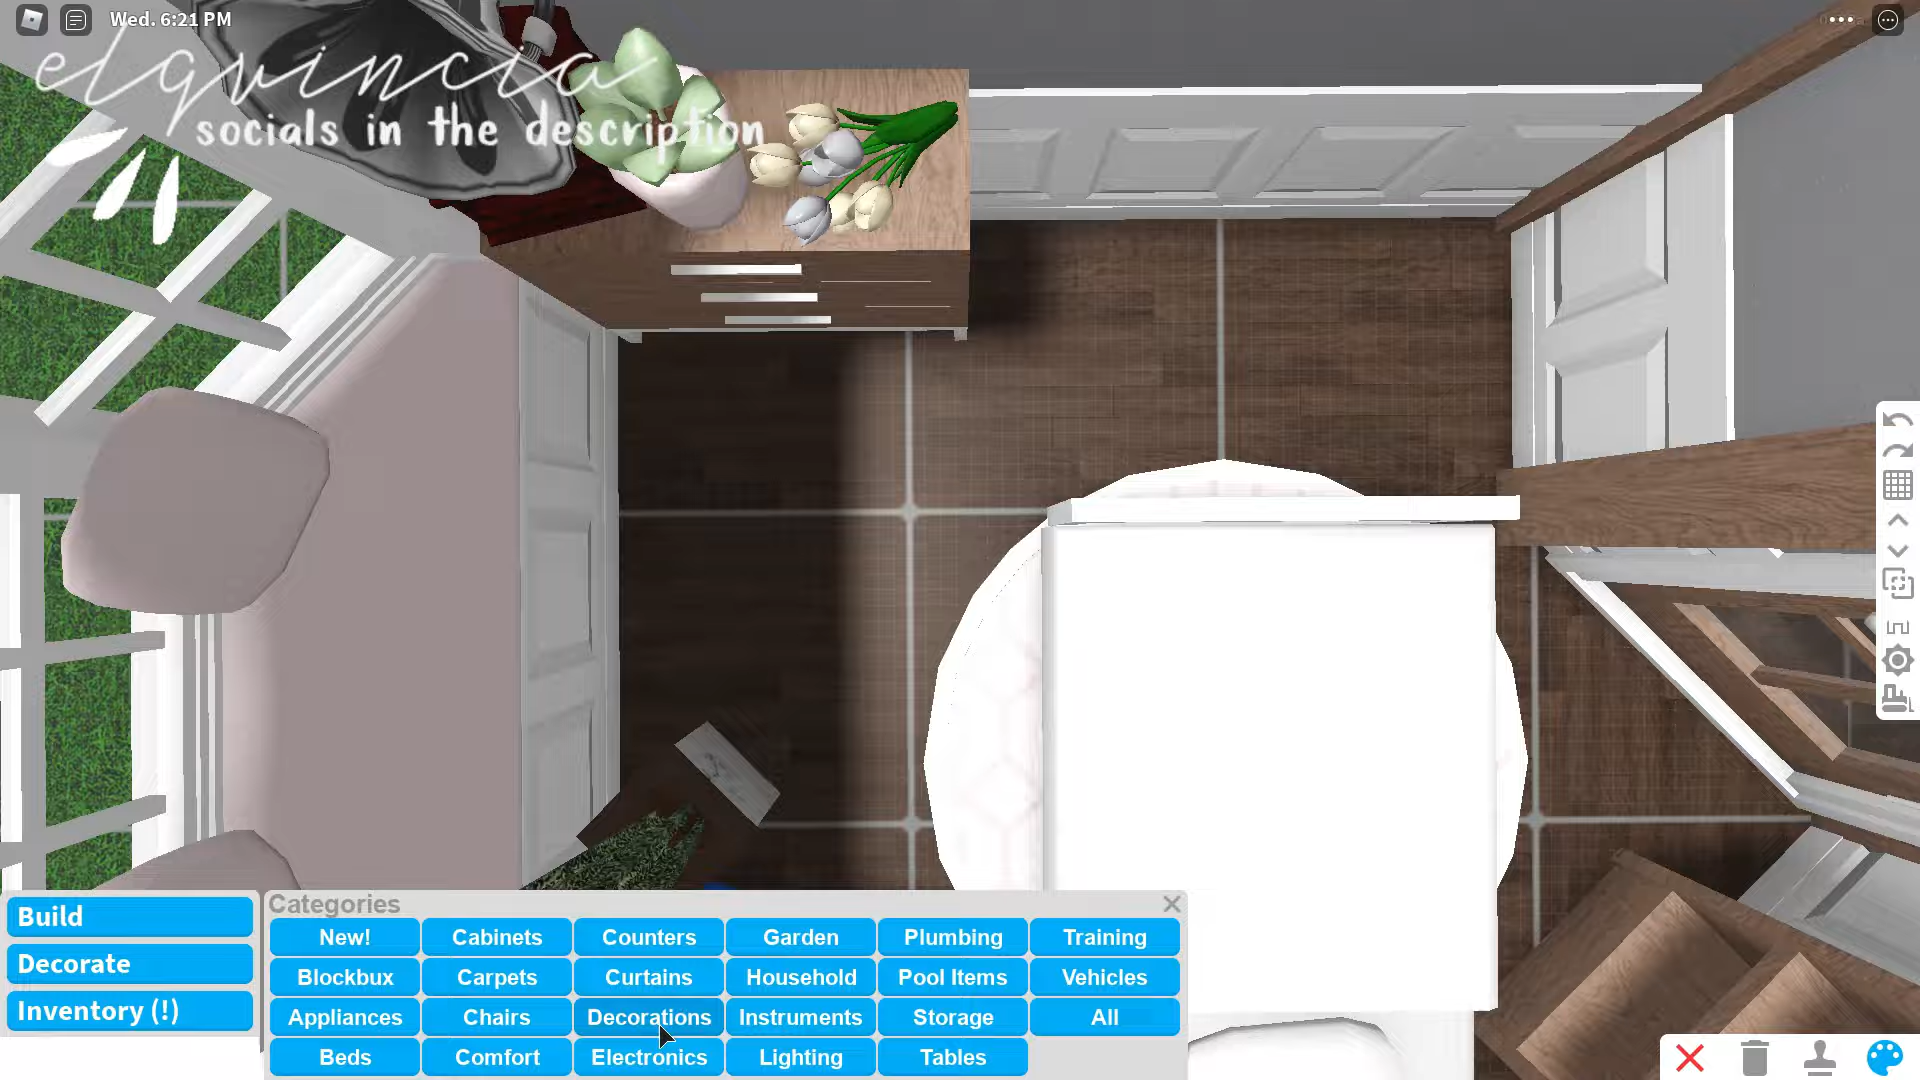 Wed. 6:21 PM
elquincia
socials in the description
Build
Decorate
Inventory (!)
Categories
New!
Cabinets
Counters
Garden
Plumbing
Training
Blockbux
Carpets
Curtains
Household
Pool Items
Vehicles
Appliances
Chairs
Decorations
Instruments
Storage
All
Beds
Comfort
Electronics
Lighting
Tables